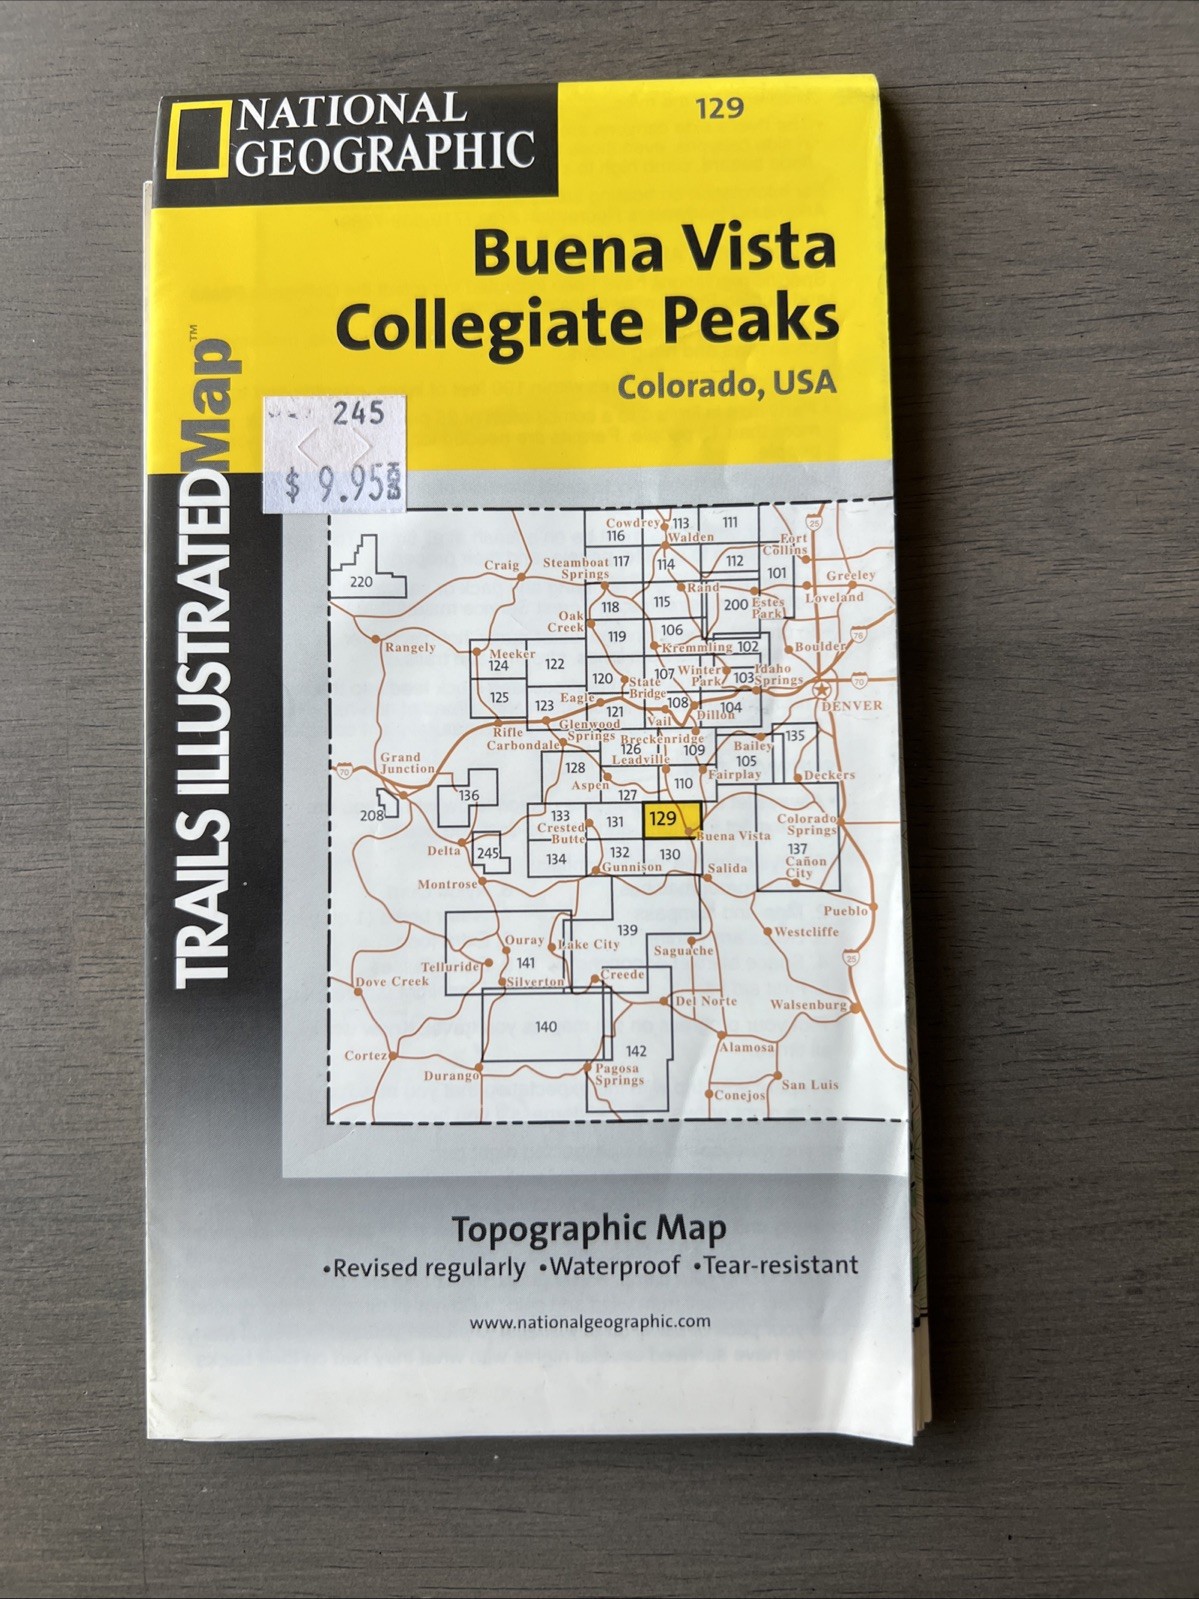 NATIONAL
GEOGRAPHIC
129
Buena Vista
Collegiate Peaks
Colorado, USA
TRAILS ILLUSTRATED Map™
245
$ 9.95 EACH
Cowdrey
113
111
116
Walden
25
Fort
Collins
Steamboat
Springs
117
114
112
101
Craig
220
Greeley
Loveland
Rand
118
115
200
Estes
Park
Oak
Creek
119
106
76
Rangely
Meeker
124
122
Kremmling
102
Boulder
120
State
Bridge
107
Winter
Park
103
Idaho
Springs
70
125
123
Eagle
121
108
104
DENVER
Vail
Dillon
Rifle
Glenwood
Springs
Carbondale
Breckenridge
126
109
Bailey
135
105
Grand
Junction
70
Leadville
128
Aspen
110
Fairplay
Deckers
136
127
208
133
Crested
Butte
131
129
Buena Vista
Colorado
Springs
Delta
245
134
132
130
137
Gunnison
Salida
Cañon
City
Montrose
Pueblo
139
Westcliffe
Ouray
Lake City
Saguache
25
Telluride
141
Silverton
Creede
Dove Creek
Del Norte
Walsenburg
140
142
Alamosa
Cortez
Durango
Pagosa
Springs
San Luis
Conejos
Topographic Map
•Revised regularly •Waterproof •Tear-resistant
www.nationalgeographic.com